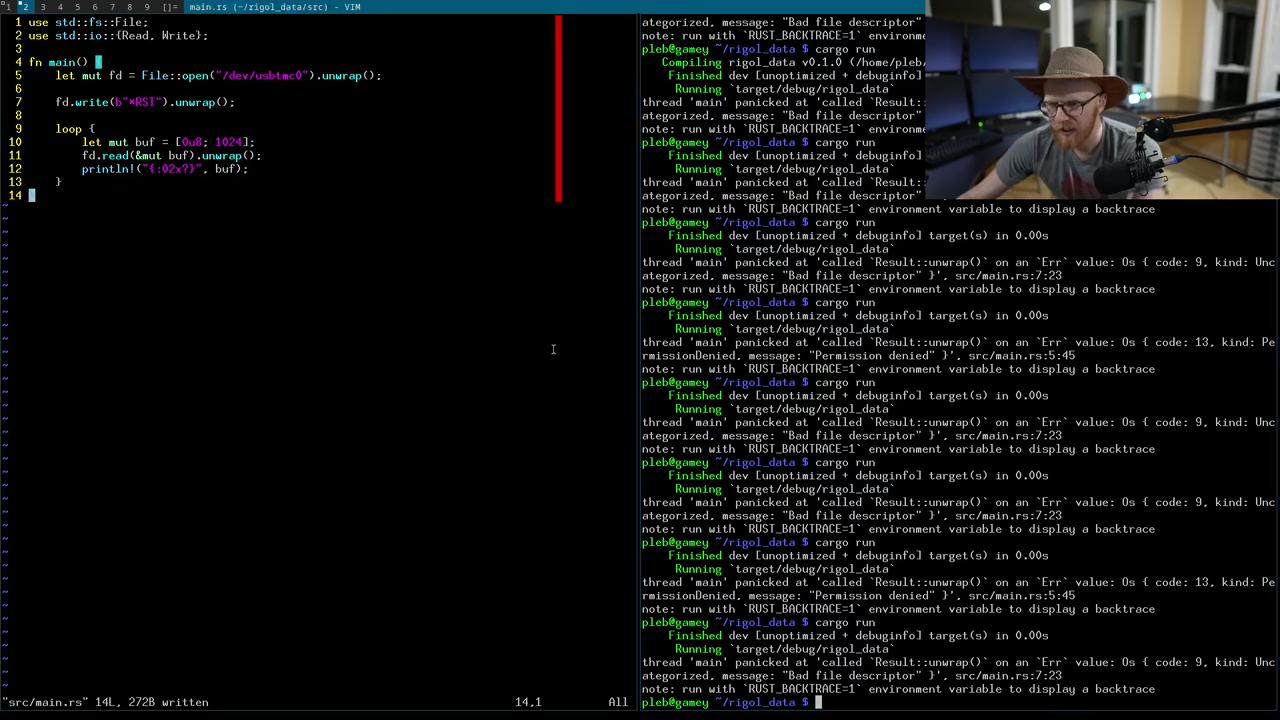 1 2 3 4 5 6 7 8 9 []= main.rs (~/rigol_data/src) - VIM
1 use std::fs::File;
2 use std::io::{Read, Write};
3
4 fn main() {
5     let mut fd = File::open("/dev/usbtmc0").unwrap();
6
7     fd.write(b"*RST").unwrap();
8
9     loop {
10         let mut buf = [0u8; 1024];
11         fd.read(&mut buf).unwrap();
12         println!("{:02x?}", buf);
13     }
14 }
~
"src/main.rs" 14L, 272B written 14,1 All
ategorized, message: "Bad file descriptor"
note: run with `RUST_BACKTRACE=1` environme
pleb@gamey ~/rigol_data $ cargo run
Compiling rigol_data v0.1.0 (/home/pleb/
Finished dev [unoptimized + debuginfo]
Running `target/debug/rigol_data`
thread 'main' panicked at 'called `Result::
ategorized, message: "Bad file descriptor"
note: run with `RUST_BACKTRACE=1` environme
pleb@gamey ~/rigol_data $ cargo run
Finished dev [unoptimized + debuginfo]
Running `target/debug/rigol_data`
thread 'main' panicked at 'called `Result::
ategorized, message: "Bad file descriptor"
note: run with `RUST_BACKTRACE=1` environment variable to display a backtrace
pleb@gamey ~/rigol_data $ cargo run
Finished dev [unoptimized + debuginfo] target(s) in 0.00s
Running `target/debug/rigol_data`
thread 'main' panicked at 'called `Result::unwrap()` on an `Err` value: Os { code: 9, kind: Unc
ategorized, message: "Bad file descriptor" }', src/main.rs:7:23
note: run with `RUST_BACKTRACE=1` environment variable to display a backtrace
pleb@gamey ~/rigol_data $ cargo run
Finished dev [unoptimized + debuginfo] target(s) in 0.00s
Running `target/debug/rigol_data`
thread 'main' panicked at 'called `Result::unwrap()` on an `Err` value: Os { code: 13, kind: Pe
rmissionDenied, message: "Permission denied" }', src/main.rs:5:45
note: run with `RUST_BACKTRACE=1` environment variable to display a backtrace
pleb@gamey ~/rigol_data $ cargo run
Finished dev [unoptimized + debuginfo] target(s) in 0.00s
Running `target/debug/rigol_data`
thread 'main' panicked at 'called `Result::unwrap()` on an `Err` value: Os { code: 9, kind: Unc
ategorized, message: "Bad file descriptor" }', src/main.rs:7:23
note: run with `RUST_BACKTRACE=1` environment variable to display a backtrace
pleb@gamey ~/rigol_data $ cargo run
Finished dev [unoptimized + debuginfo] target(s) in 0.00s
Running `target/debug/rigol_data`
thread 'main' panicked at 'called `Result::unwrap()` on an `Err` value: Os { code: 9, kind: Unc
ategorized, message: "Bad file descriptor" }', src/main.rs:7:23
note: run with `RUST_BACKTRACE=1` environment variable to display a backtrace
pleb@gamey ~/rigol_data $ cargo run
Finished dev [unoptimized + debuginfo] target(s) in 0.00s
Running `target/debug/rigol_data`
thread 'main' panicked at 'called `Result::unwrap()` on an `Err` value: Os { code: 13, kind: Pe
rmissionDenied, message: "Permission denied" }', src/main.rs:5:45
note: run with `RUST_BACKTRACE=1` environment variable to display a backtrace
pleb@gamey ~/rigol_data $ cargo run
Finished dev [unoptimized + debuginfo] target(s) in 0.00s
Running `target/debug/rigol_data`
thread 'main' panicked at 'called `Result::unwrap()` on an `Err` value: Os { code: 9, kind: Unc
ategorized, message: "Bad file descriptor" }', src/main.rs:7:23
note: run with `RUST_BACKTRACE=1` environment variable to display a backtrace
pleb@gamey ~/rigol_data $